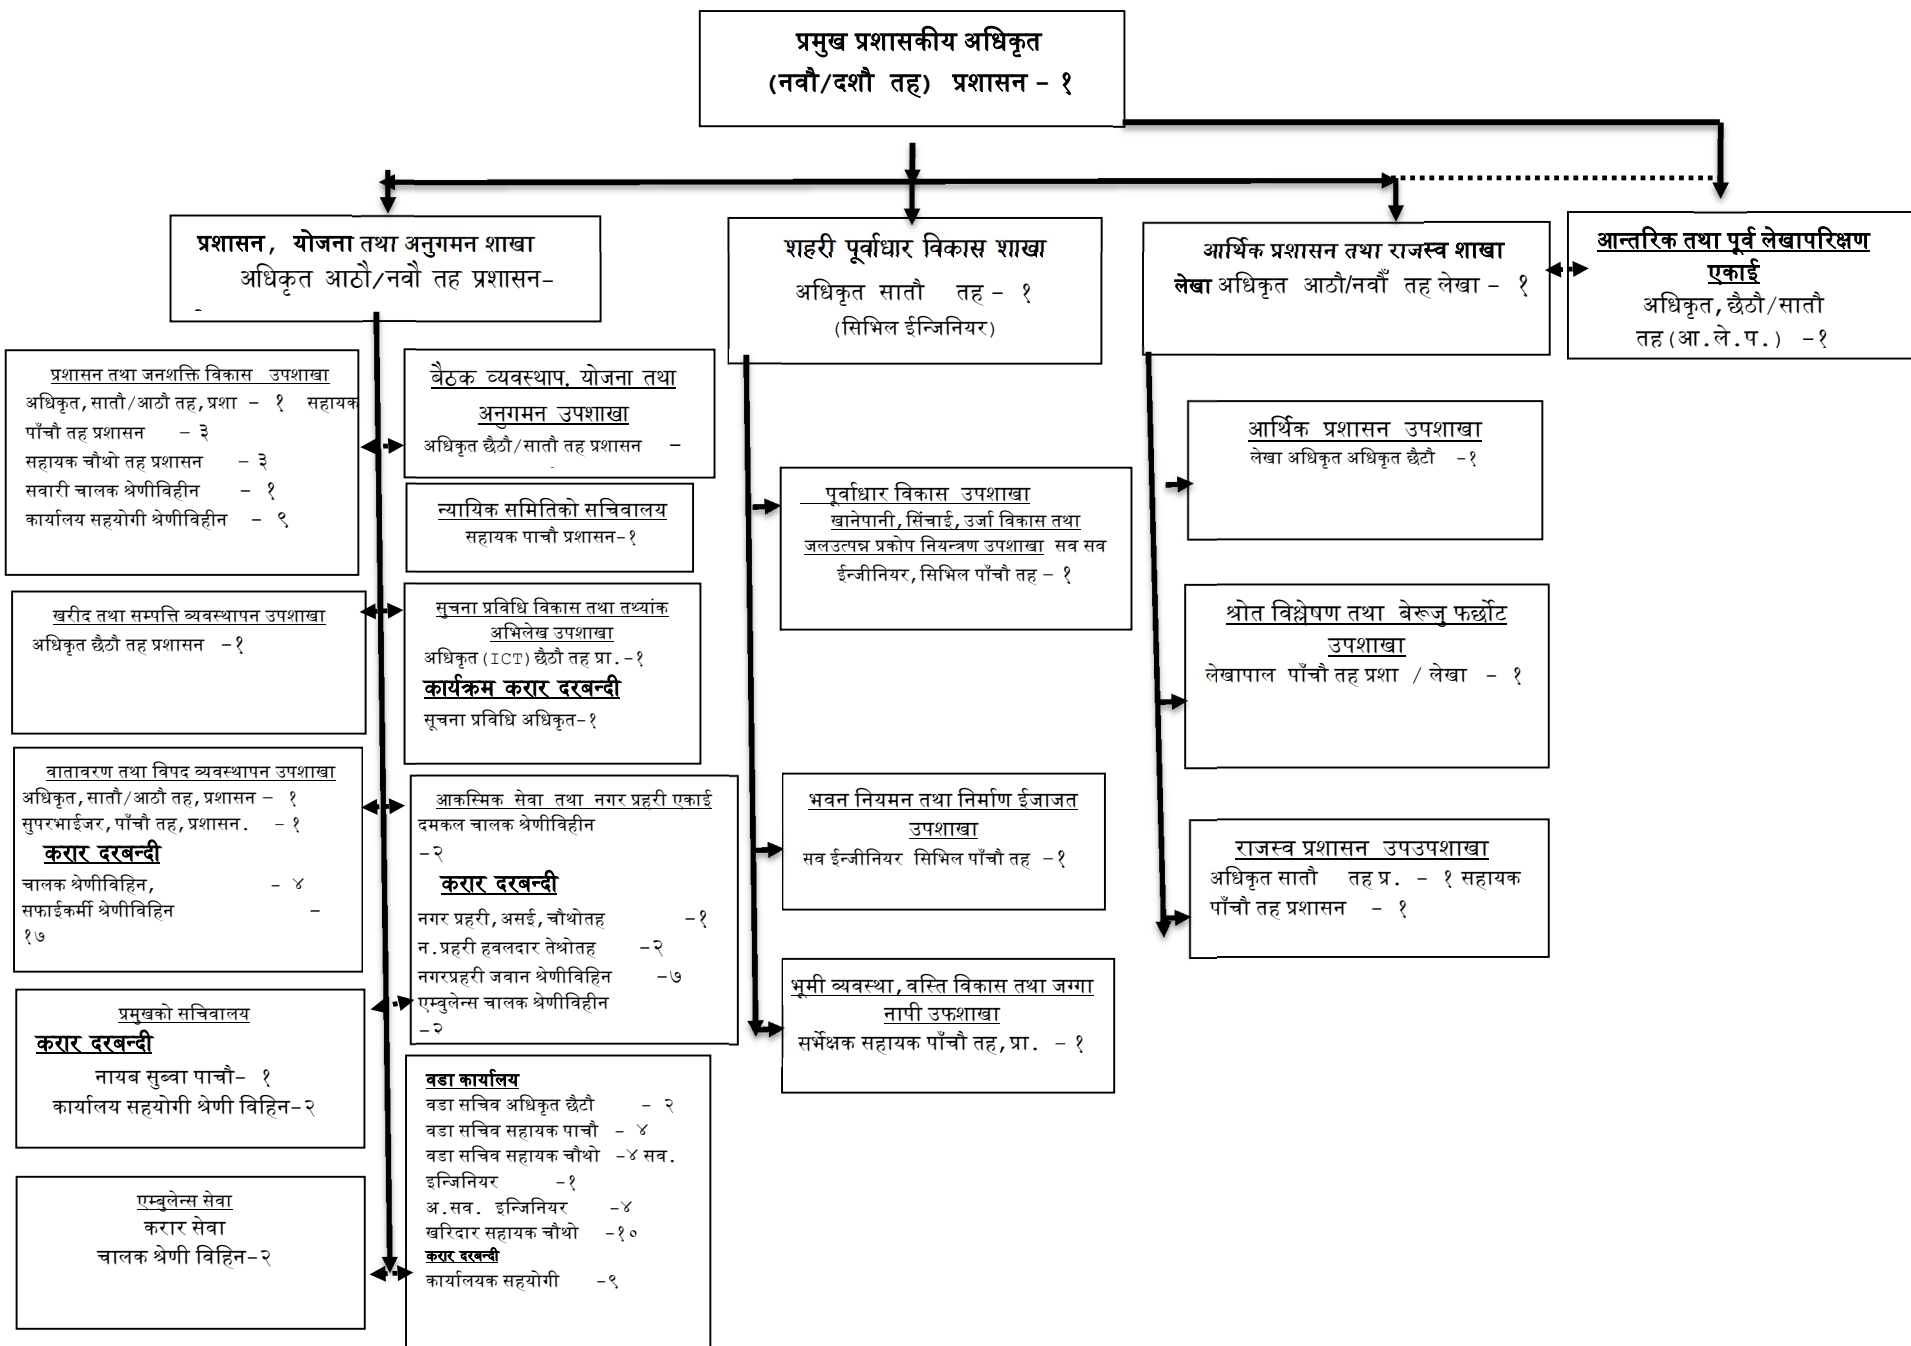 प्रमुख प्रशासकीय अधिकृत
(नवौ/दशौ तह) प्रशासन – १
प्रशासन, योजना तथा अनुगमन शाखा
अधिकृत आठौ/नवौ तह प्रशासन–
शहरी पूर्वाधार विकास शाखा
अधिकृत सातौ तह – १
(सिभिल ईन्जिनियर)
आर्थिक प्रशासन तथा राजस्व शाखा
लेखा अधिकृत आठौ/नवौँ तह लेखा – १
आन्तरिक तथा पूर्व लेखापरिक्षण
एकाई
अधिकृत,छैठौ/सातौ
तह(आ.ले.प.) –१
प्रशासन तथा जनशक्ति विकास उपशाखा
अधिकृत,सातौ/आठौ तह,प्रशा – १ सहायक
पाँचौ तह प्रशासन – ३
सहायक चौथो तह प्रशासन – ३
सवारी चालक श्रेणीविहीन – १
कार्यालय सहयोगी श्रेणीविहीन – ९
बैठक व्यवस्थाप, योजना तथा
अनुगमन उपशाखा
अधिकृत छैठौ/सातौ तह प्रशासन –
न्यायिक समितिको सचिवालय
सहायक पाचौ प्रशासन–१
खरीद तथा सम्पत्ति व्यवस्थापन उपशाखा
अधिकृत छैठौ तह प्रशासन –१
सुचना प्रविधि विकास तथा तथ्यांक
अभिलेख उपशाखा
अधिकृत(ICT)छैठौ तह प्रा.–१
कार्यक्रम करार दरबन्दी
सूचना प्रविधि अधिकृत–१
वातावरण तथा विपद व्यवस्थापन उपशाखा
अधिकृत,सातौ/आठौ तह,प्रशासन – १
सुपरभाईजर,पाँचौ तह,प्रशासन. – १
करार दरबन्दी
चालक श्रेणीविहिन, – ४
सफाईकर्मी श्रेणीविहिन –
१७
आकस्मिक सेवा तथा नगर प्रहरी एकाई
दमकल चालक श्रेणीविहीन
–२
करार दरबन्दी
नगर प्रहरी,असई,चौथोतह –१
न.प्रहरी हवलदार तेश्रोतह –२
नगरप्रहरी जवान श्रेणीविहिन –७
एम्बुलेन्स चालक श्रेणीविहीन
–२
प्रमुखको सचिवालय
करार दरबन्दी
नायब सुब्वा पाचौ– १
कार्यालय सहयोगी श्रेणी विहिन–२
एम्बुलेन्स सेवा
करार सेवा
चालक श्रेणी विहिन–२
वडा कार्यालय
वडा सचिव अधिकृत छैटौ – २
वडा सचिव सहायक पाचौ – ४
वडा सचिव सहायक चौथो –४ सव.
इन्जिनियर –१
अ.सव. इन्जिनियर –४
खरिदार सहायक चौथो –१०
करार दरबन्दी
कार्यालयक सहयोगी –९
पूर्वाधार विकास उपशाखा
खानेपानी,सिंचाई,उर्जा विकास तथा
जलउत्पन्न प्रकोप नियन्त्रण उपशाखा सव सव
ईन्जीनियर,सिभिल पाँचौ तह – १
भवन नियमन तथा निर्माण ईजाजत
उपशाखा
सव ईन्जीनियर सिभिल पाँचौ तह –१
भूमी व्यवस्था,वस्ति विकास तथा जग्गा
नापी उफशाखा
सर्भेक्षक सहायक पाँचौ तह,प्रा. – १
आर्थिक प्रशासन उपशाखा
लेखा अधिकृत अधिकृत छैटौ –१
श्रोत विश्लेषण तथा बेरूजु फर्छोट
उपशाखा
लेखापाल पाँचौ तह प्रशा / लेखा – १
राजस्व प्रशासन उपउपशाखा
अधिकृत सातौ तह प्र. – १ सहायक
पाँचौ तह प्रशासन – १